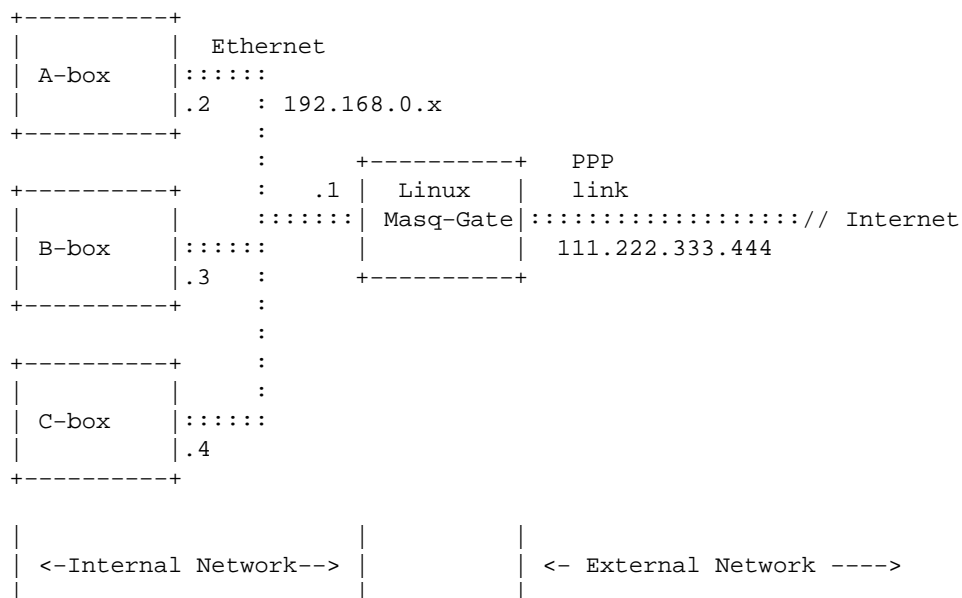 Ethernet
A-box ::::::
.2 : 192.168.0.x
:
: PPP
: .1 Linux link
::::::: Masq-Gate ::::::::::::::::::::// Internet
B-box :::::: 111.222.333.444
.3 :
:
:
:
:
C-box ::::::
.4
<-Internal Network--> <- External Network ---->